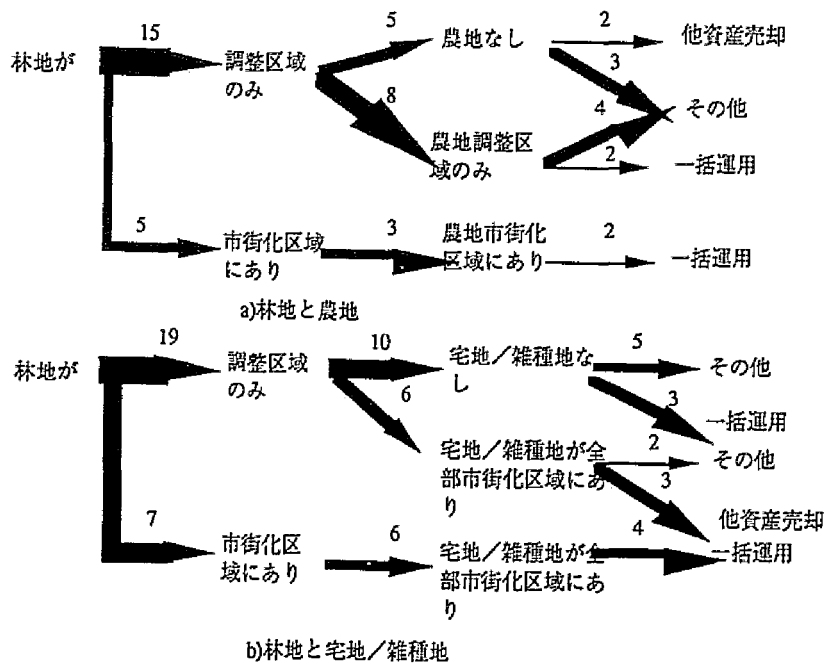 15
5
2
林地が
調整区域
のみ
農地なし
他資産売却
3
8
4
その他
農地調整区
域のみ
2
一括運用
5
3
2
市街化区域
にあり
農地市街化
区域にあり
一括運用
a)林地と農地
19
10
5
林地が
調整区域
のみ
宅地／雑種地な
し
その他
6
3
一括運用
2
宅地／雑種地が全
部市街化区域にあ
り
その他
3
他資産売却
7
6
4
市街化区
域にあり
宅地／雑種地が全
部市街化区域にあ
り
一括運用
b)林地と宅地／雑種地